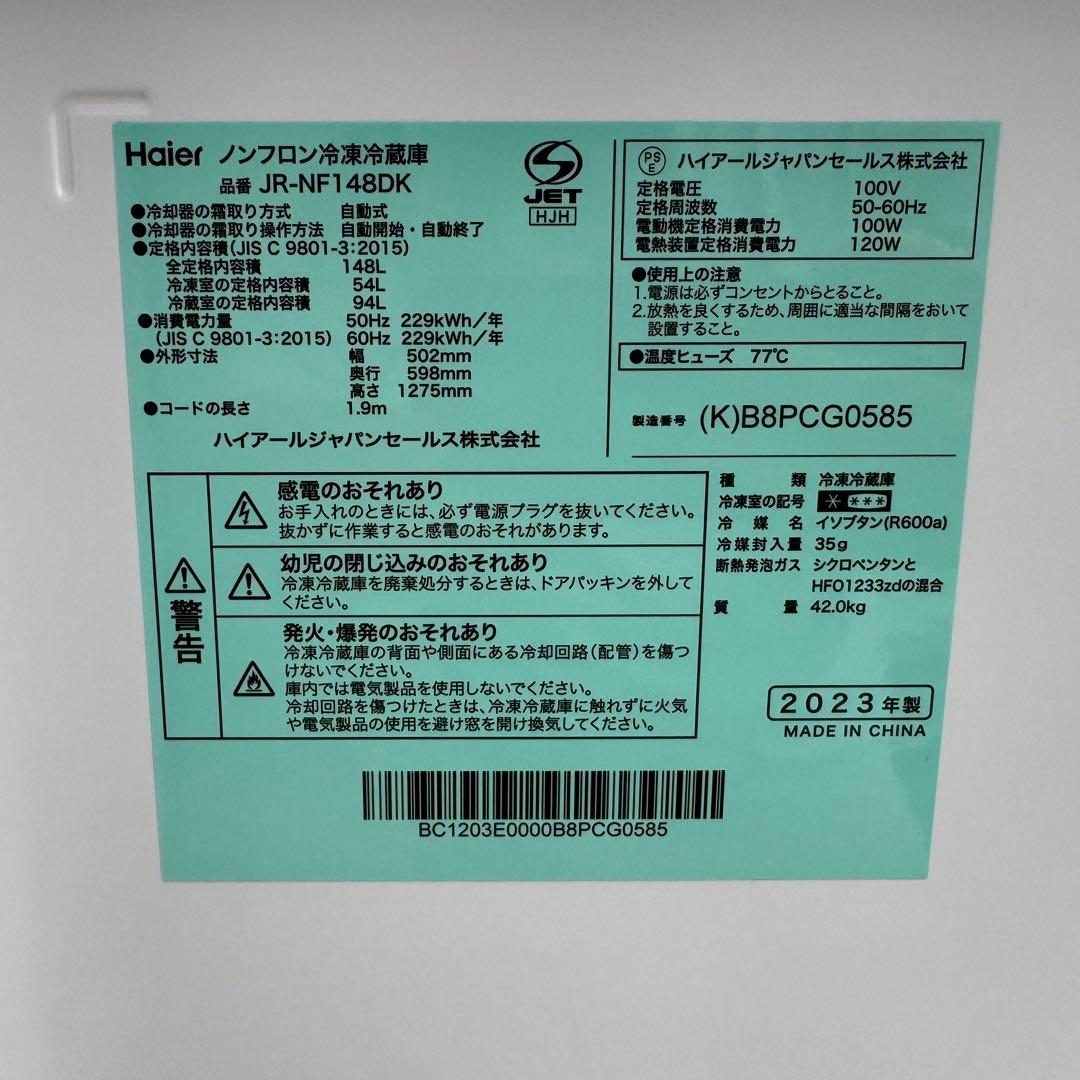 Haier ノンフロン冷凍冷蔵庫
品番 JR-NF148DK
●冷却器の霜取り方式 自動式
●冷却器の霜取り操作方法 自動開始・自動終了
●定格内容積(JIS C 9801-3:2015)
全定格内容積 148L
冷凍室の定格内容積 54L
冷蔵室の定格内容積 94L
●消費電力量 50Hz 229kWh/年
(JIS C 9801-3:2015) 60Hz 229kWh/年
●外形寸法 幅 502mm
奥行 598mm
高さ 1275mm
●コードの長さ 1.9m
ハイアールジャパンセールス株式会社
S JET
HJH
PSE ハイアールジャパンセールス株式会社
定格電圧 100V
定格周波数 50-60Hz
電動機定格消費電力 100W
電熱装置定格消費電力 120W
●使用上の注意
1.電源は必ずコンセントからとること。
2.放熱を良くするため、周囲に適当な間隔をおいて
設置すること。
●温度ヒューズ 77℃
製造番号 (K)B8PCG0585
警告
感電のおそれあり
お手入れのときには、必ず電源プラグを抜いてください。
抜かずに作業すると感電のおそれがあります。
幼児の閉じ込みのおそれあり
冷凍冷蔵庫を廃棄処分するときは、ドアパッキンを外して
ください。
発火・爆発のおそれあり
冷凍冷蔵庫の背面や側面にある冷却回路(配管)を傷つ
けないでください。
庫内では電気製品を使用しないでください。
冷却回路を傷つけたときは、冷凍冷蔵庫に触れずに火気
や電気製品の使用を避け窓を開け換気してください。
種類 冷凍冷蔵庫
冷凍室の記号 * ***
冷媒名 イソブタン(R600a)
冷媒封入量 35g
断熱発泡ガス シクロペンタンと
HFO1233zdの混合
質量 42.0kg
2023年製
MADE IN CHINA
BC1203E0000B8PCG0585